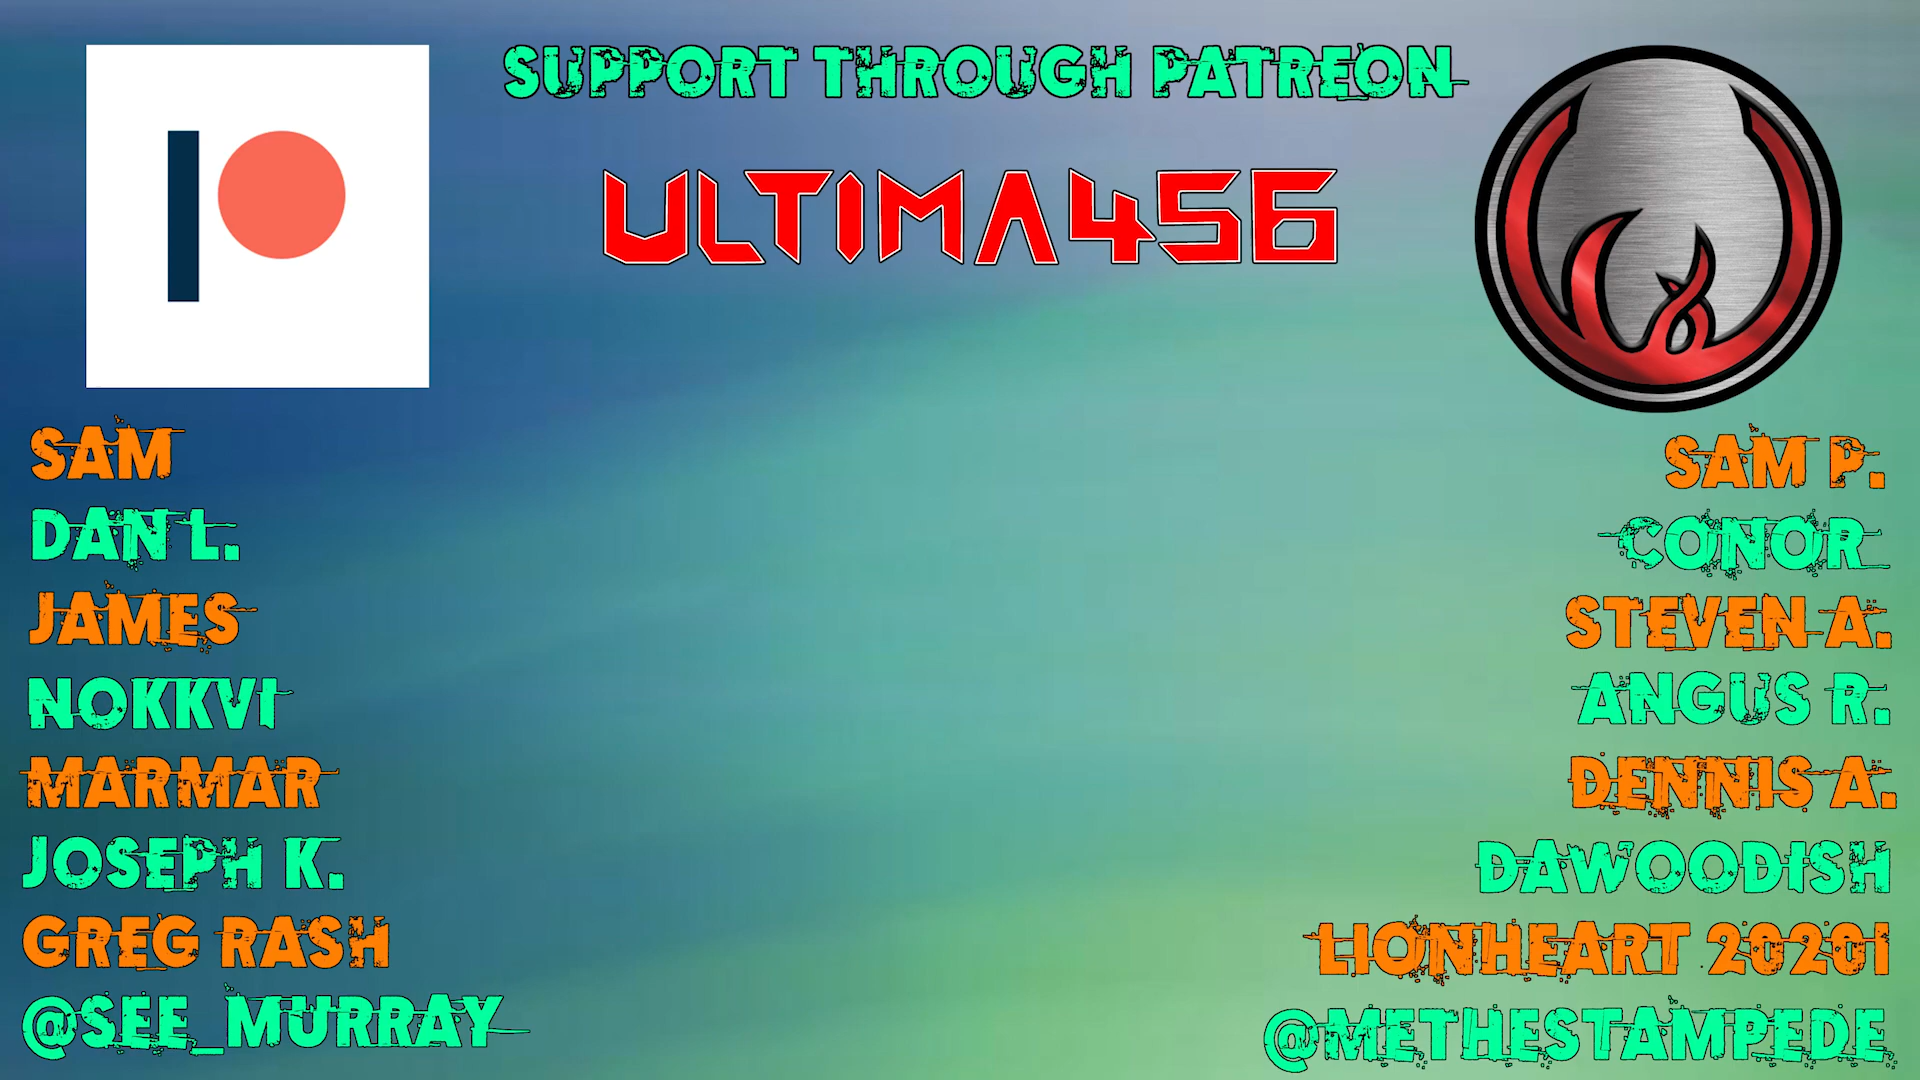 SUPPORT THROUGH PATREON
ULTIMA456
SAM
DAN L.
JAMES
NOKKVI
MARMAR
JOSEPH K.
GREG RASH
@SEE_MURRAY
SAM P.
CONOR
STEVEN A.
ANGUS R.
DENNIS A.
DAWOODISH
LIONHEART 20201
@METHESTAMPEDE